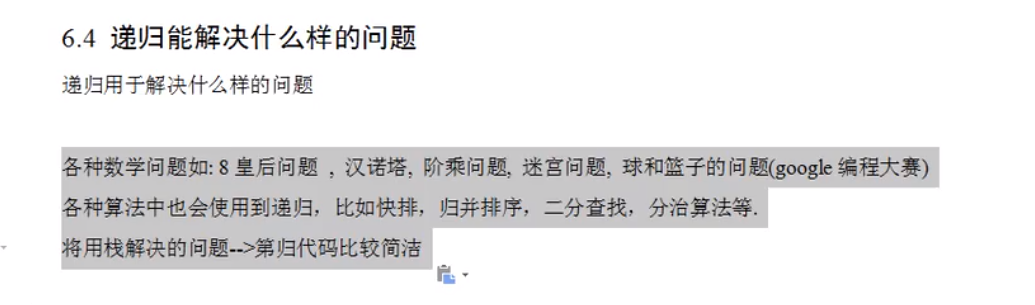 6.4 递归能解决什么样的问题
递归用于解决什么样的问题
各种数学问题如: 8 皇后问题 , 汉诺塔, 阶乘问题, 迷宫问题, 球和篮子的问题(google 编程大赛)
各种算法中也会使用到递归，比如快排，归并排序，二分查找，分治算法等.
将用栈解决的问题-->第归代码比较简洁